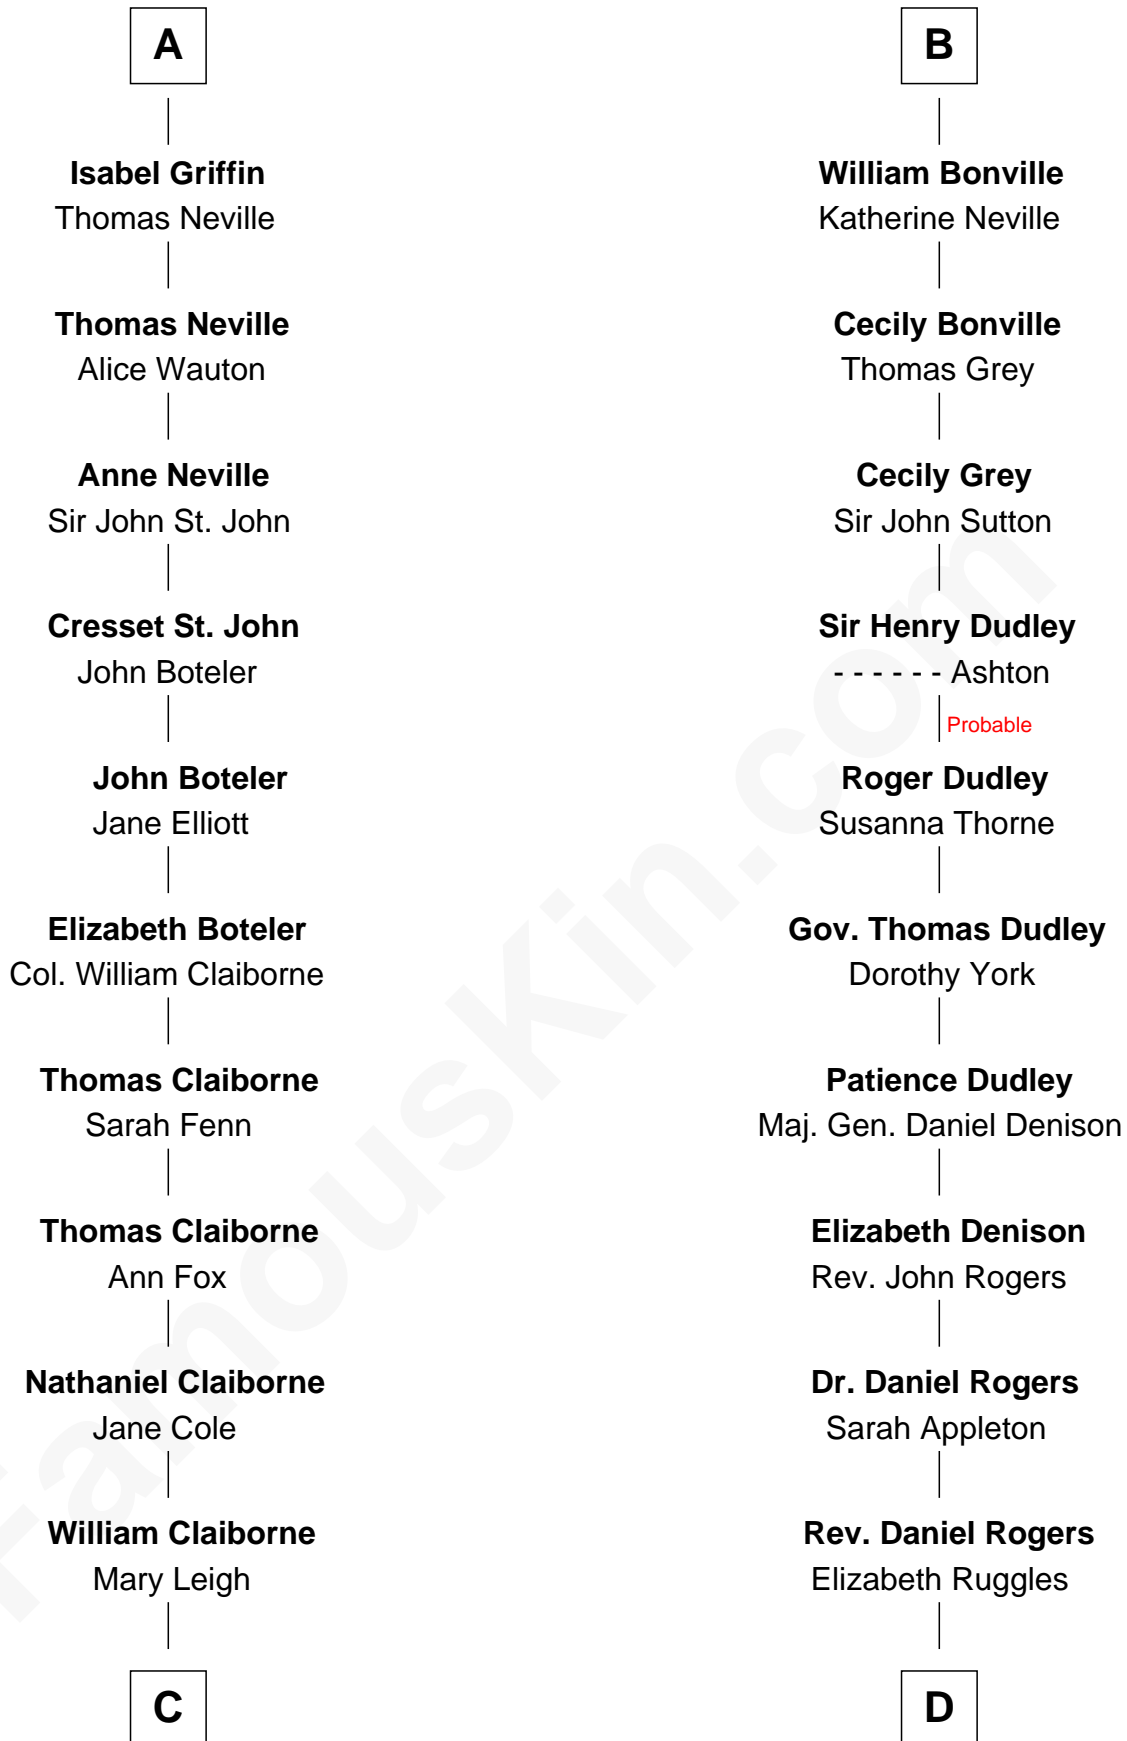 A
Isabel Griffin
Thomas Neville
Thomas Neville
Alice Wauton
Anne Neville
Sir John St. John
Cresset St. John
John Boteler
John Boteler
Jane Elliott
Elizabeth Boteler
Col. William Claiborne
Thomas Claiborne
Sarah Fenn
Thomas Claiborne
Ann Fox
Nathaniel Claiborne
Jane Cole
William Claiborne
Mary Leigh
C
B
William Bonville
Katherine Neville
Cecily Bonville
Thomas Grey
Cecily Grey
Sir John Sutton
Sir Henry Dudley
- - - - - - Ashton
Probable
Roger Dudley
Susanna Thorne
Gov. Thomas Dudley
Dorothy York
Patience Dudley
Maj. Gen. Daniel Denison
Elizabeth Denison
Rev. John Rogers
Dr. Daniel Rogers
Sarah Appleton
Rev. Daniel Rogers
Elizabeth Ruggles
D
FamousKin.com